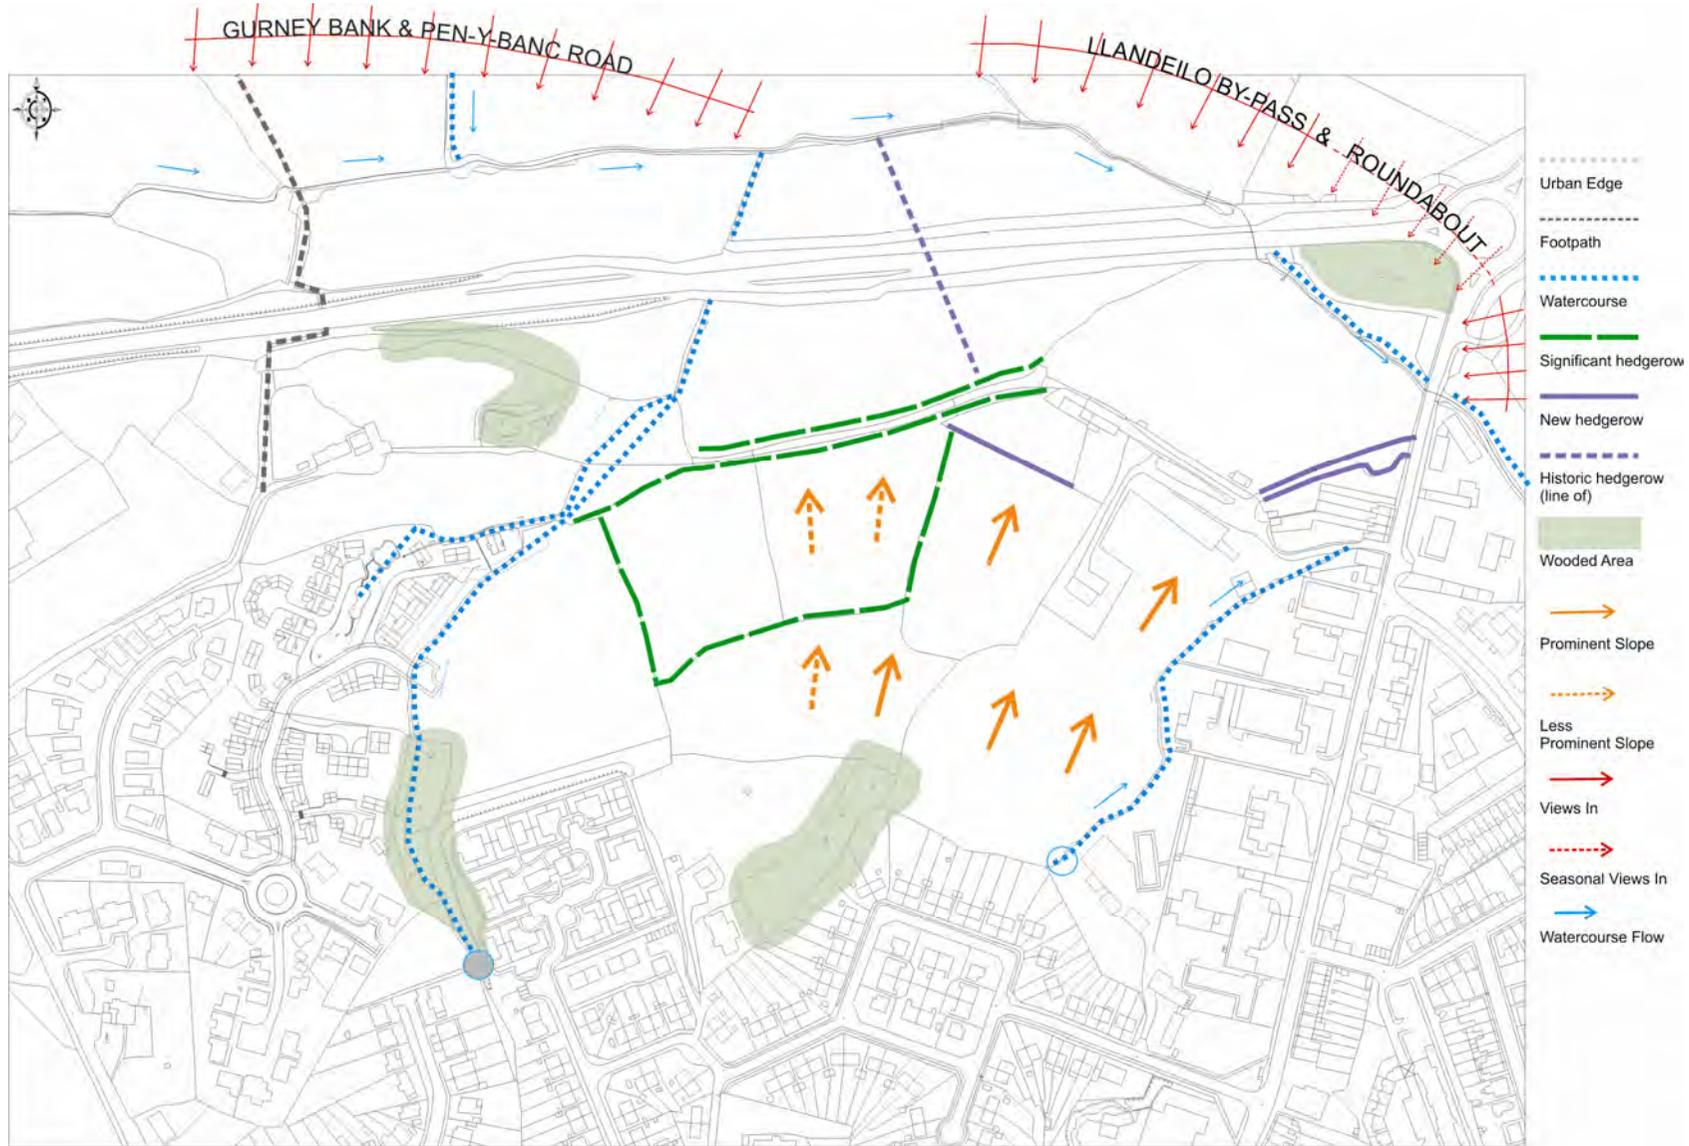 GURNEY BANK & PEN-Y-BANC ROAD
LLANDEILO BY-PASS & ROUNDABOUT
Urban Edge
Footpath
Watercourse
Significant hedgerow
New hedgerow
Historic hedgerow
(line of)
Wooded Area
Prominent Slope
Less
Prominent Slope
Views In
Seasonal Views In
Watercourse Flow